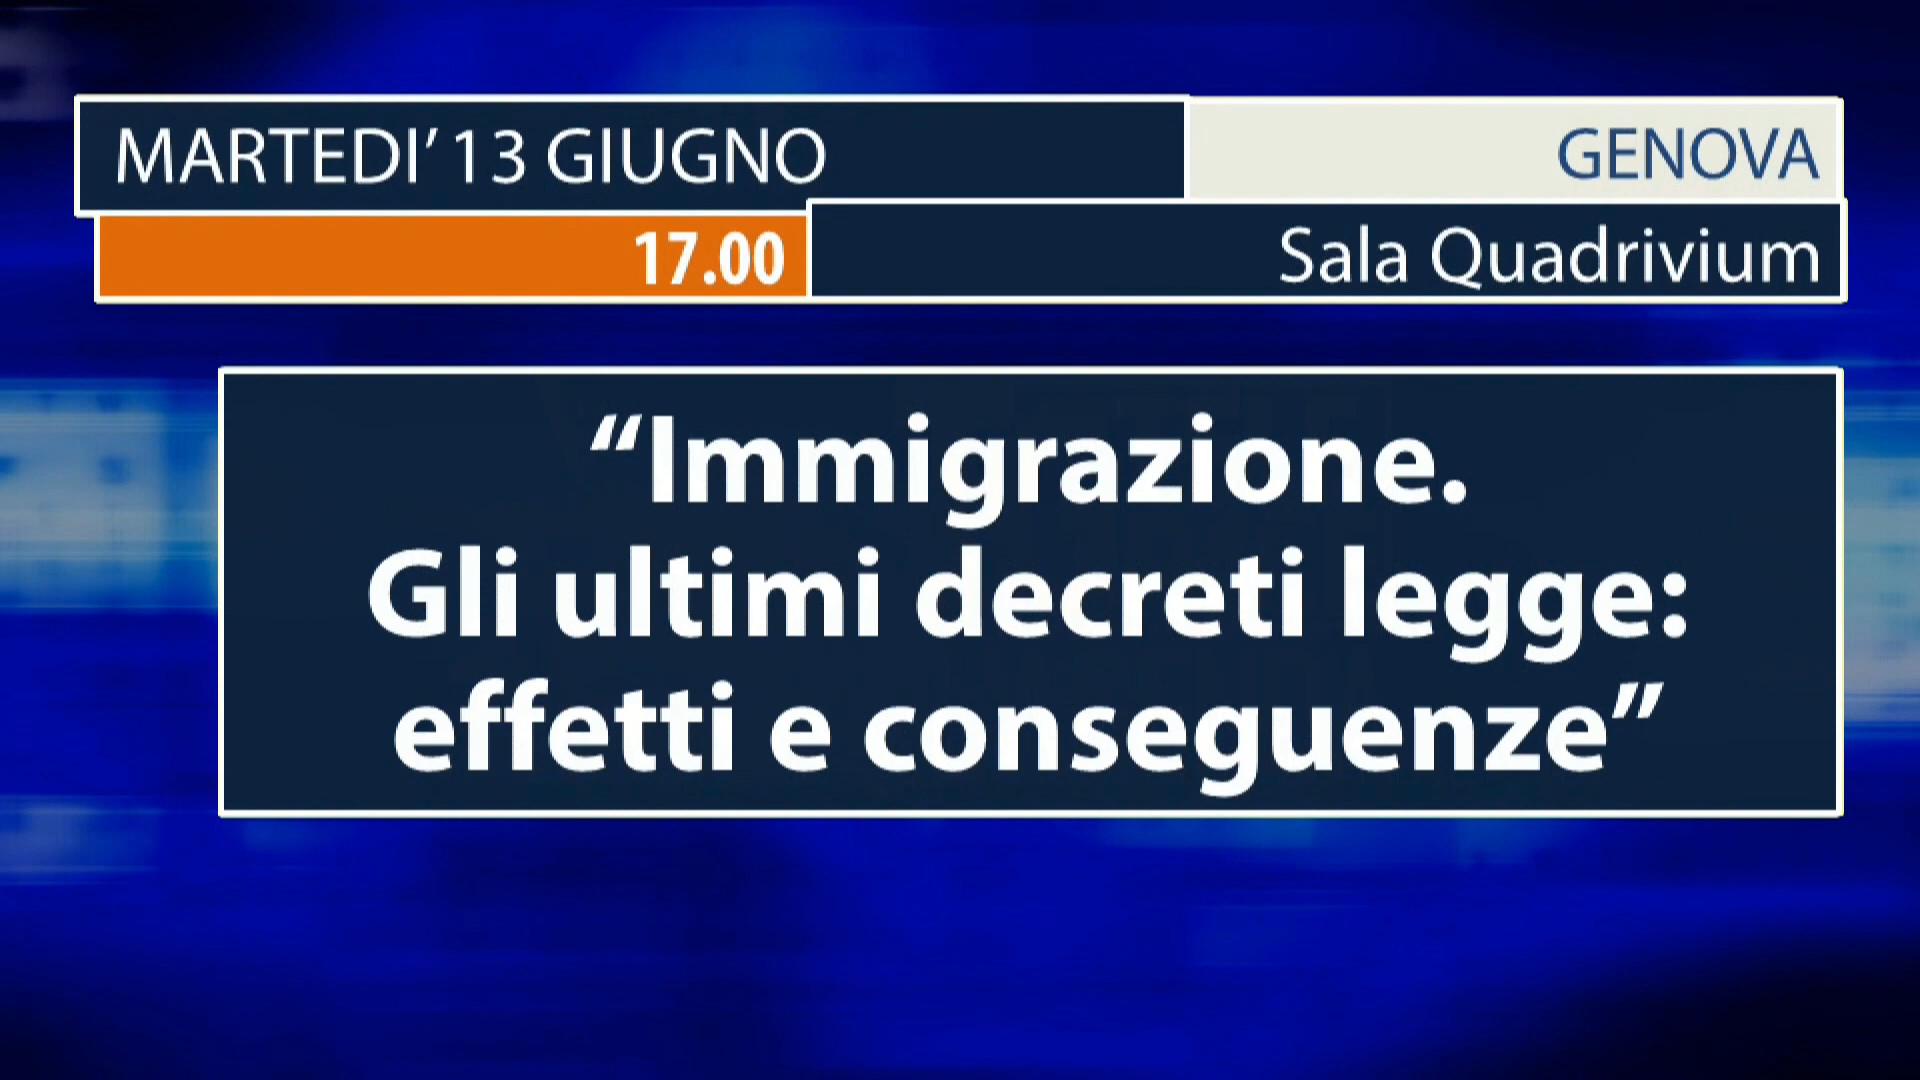 MARTEDI’ 13 GIUGNO
GENOVA
17.00
Sala Quadrivium
“Immigrazione.
Gli ultimi decreti legge:
effetti e conseguenze”